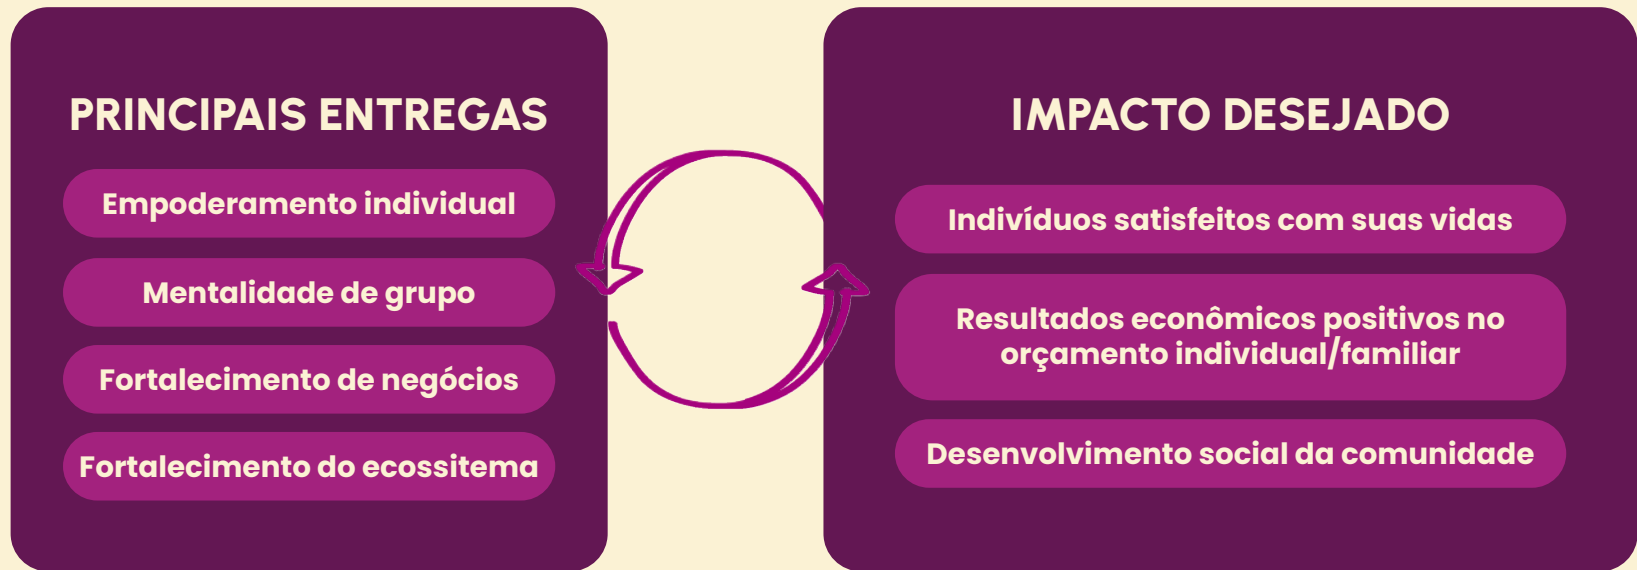 PRINCIPAIS ENTREGAS
Empoderamento individual
Mentalidade de grupo
Fortalecimento de negócios
Fortalecimento do ecossitema
IMPACTO DESEJADO
Indivíduos satisfeitos com suas vidas
Resultados econômicos positivos no
orçamento individual/familiar
Desenvolvimento social da comunidade